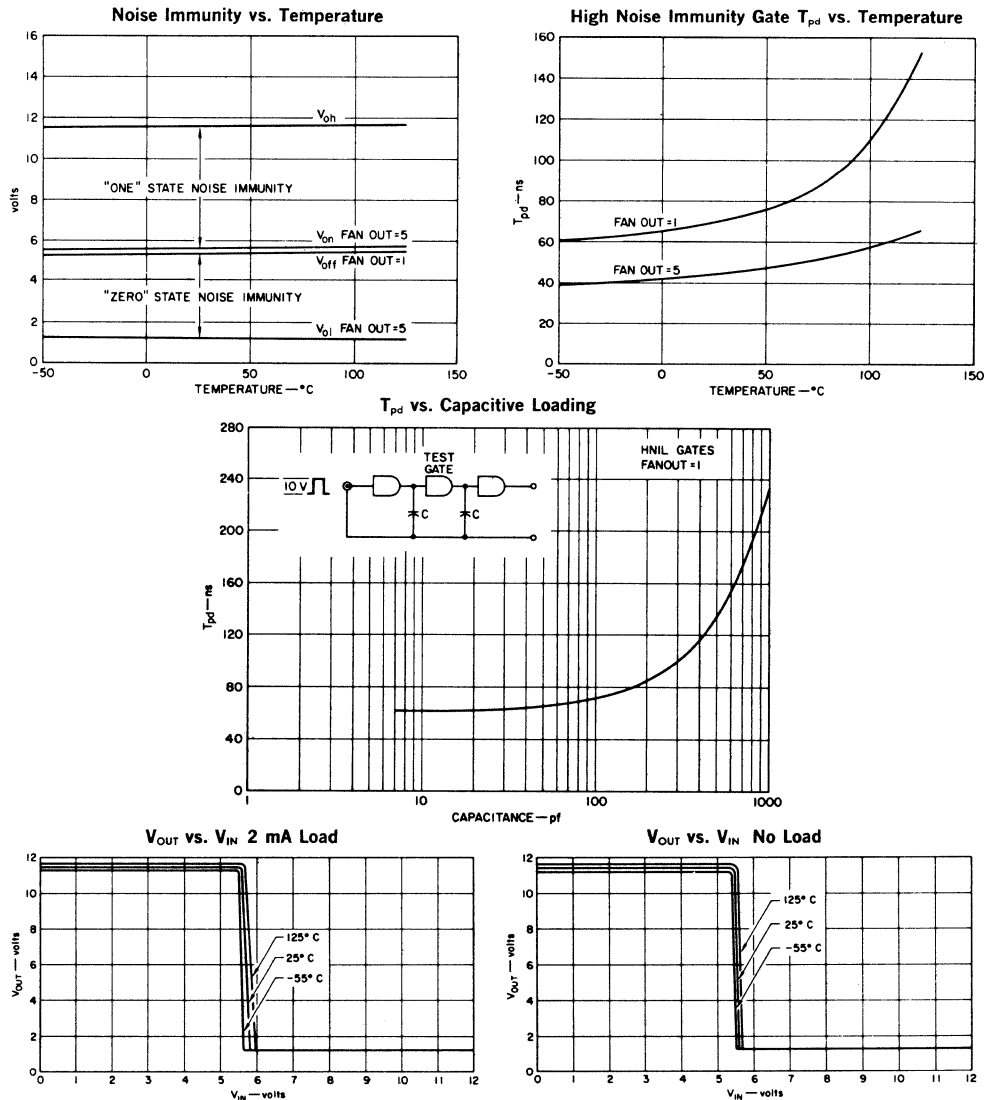 Noise Immunity vs. Temperature
16
14
12
10
8
6
4
2
0
volts
Voh
"ONE" STATE NOISE IMMUNITY
Von FAN OUT=5
Voff FAN OUT=1
"ZERO" STATE NOISE IMMUNITY
Vol FAN OUT=5
-50 0 50 100 150
TEMPERATURE—°C
High Noise Immunity Gate Tpd vs. Temperature
160
140
120
100
80
60
40
20
0
Tpd—ns
FAN OUT=1
FAN OUT=5
-50 0 50 100 150
TEMPERATURE—°C
Tpd vs. Capacitive Loading
280
240
200
160
120
80
40
0
Tpd—ns
TEST
GATE
10 V
C
C
HNIL GATES
FANOUT=1
1 10 100 1000
CAPACITANCE—pf
VOUT vs. VIN 2 mA Load
12
10
8
6
4
2
0
VOUT—volts
125° C
25° C
-55° C
0 1 2 3 4 5 6 7 8 9 10 11 12
VIN—volts
VOUT vs. VIN No Load
12
10
8
6
4
2
0
VOUT—volts
125° C
25° C
-55° C
0 1 2 3 4 5 6 7 8 9 10 11 12
VIN—volts